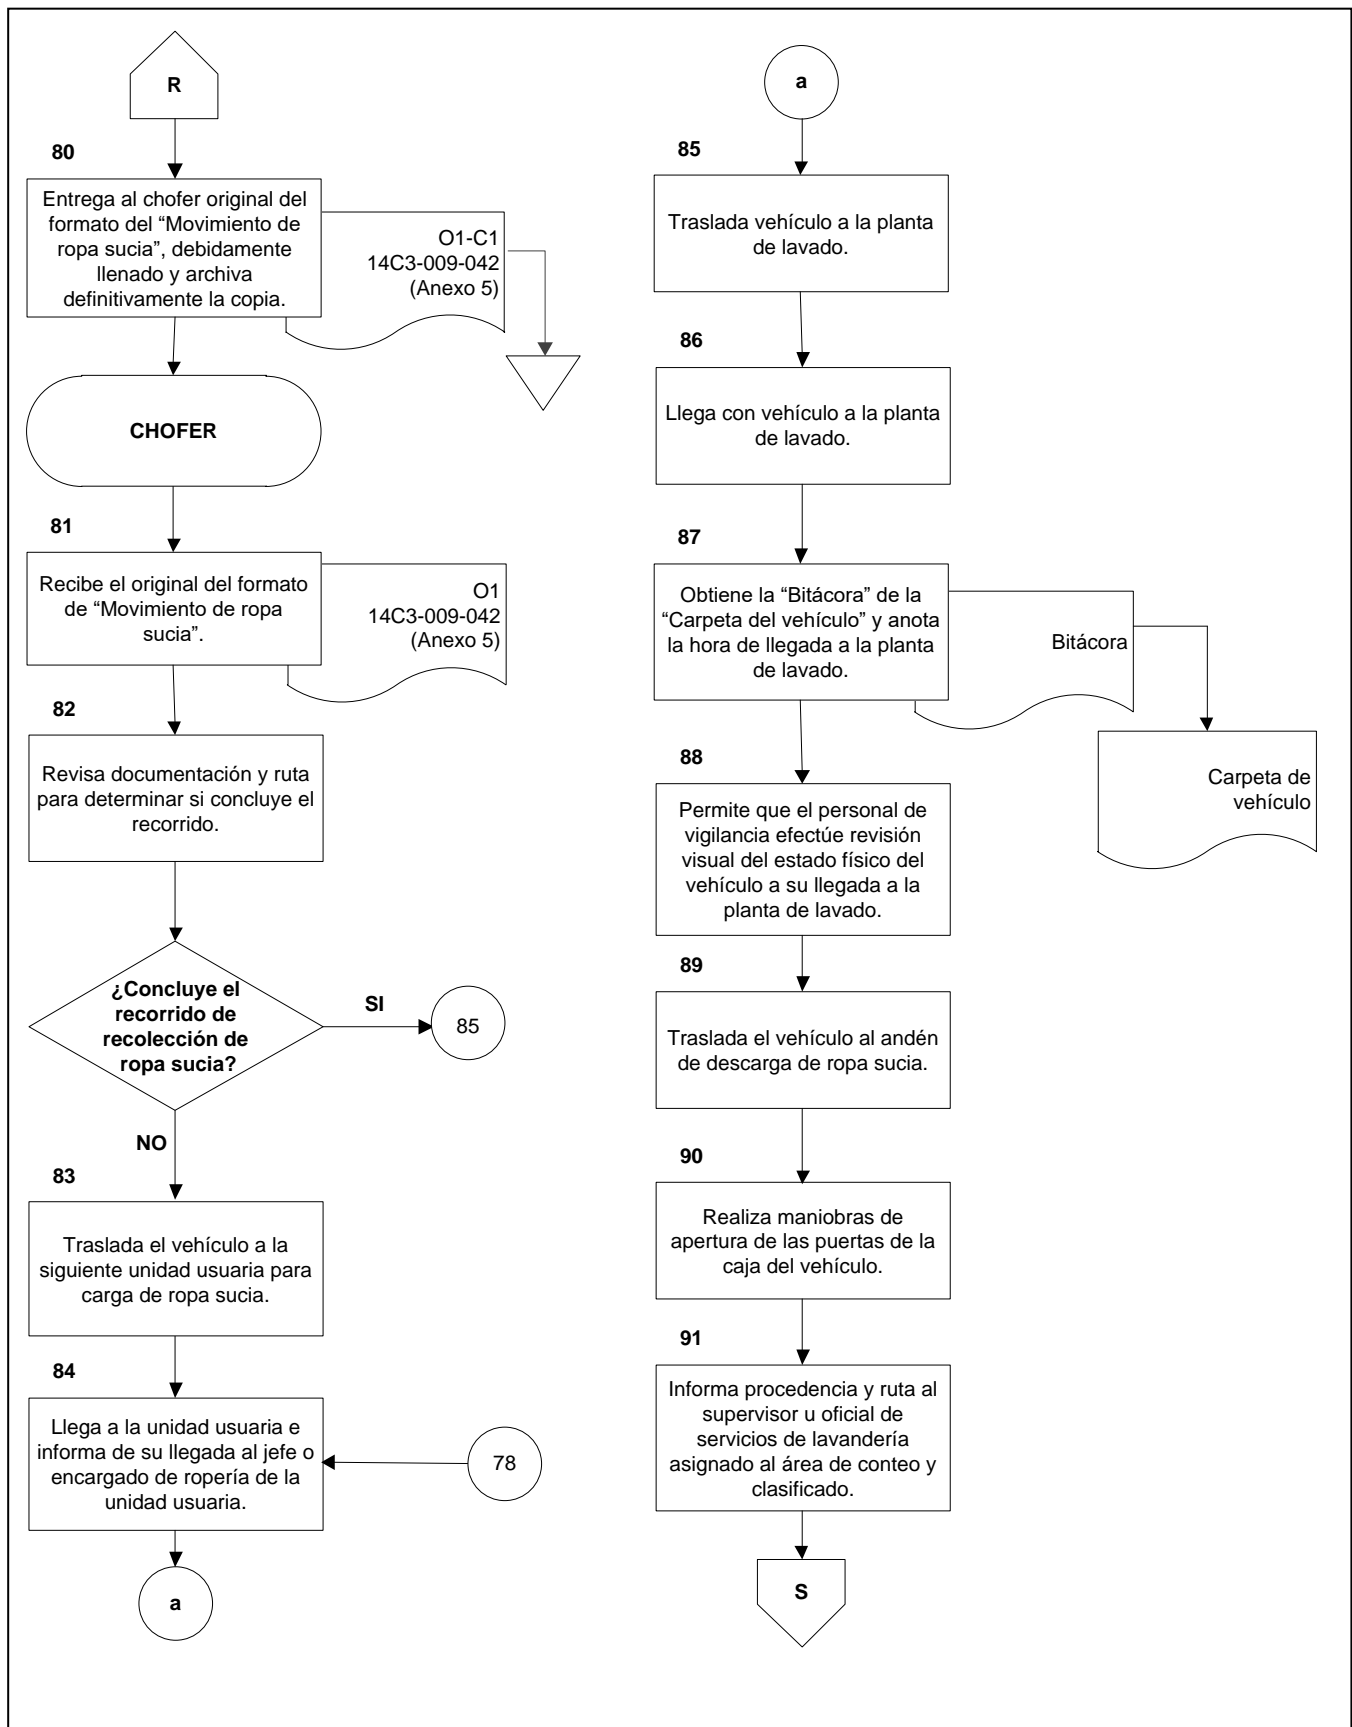 R
80
Entrega al chofer original del
formato del “Movimiento de
ropa sucia”, debidamente
llenado y archiva
definitivamente la copia.
O1-C1
14C3-009-042
(Anexo 5)
CHOFER
81
Recibe el original del formato
de “Movimiento de ropa
sucia”.
O1
14C3-009-042
(Anexo 5)
82
Revisa documentación y ruta
para determinar si concluye el
recorrido.
¿Concluye el
recorrido de
recolección de
ropa sucia?
SI
85
NO
83
Traslada el vehículo a la
siguiente unidad usuaria para
carga de ropa sucia.
84
Llega a la unidad usuaria e
informa de su llegada al jefe o
encargado de ropería de la
unidad usuaria.
78
a
a
85
Traslada vehículo a la planta
de lavado.
86
Llega con vehículo a la planta
de lavado.
87
Obtiene la “Bitácora” de la
“Carpeta del vehículo” y anota
la hora de llegada a la planta
de lavado.
Bitácora
Carpeta de
vehículo
88
Permite que el personal de
vigilancia efectúe revisión
visual del estado físico del
vehículo a su llegada a la
planta de lavado.
89
Traslada el vehículo al andén
de descarga de ropa sucia.
90
Realiza maniobras de
apertura de las puertas de la
caja del vehículo.
91
Informa procedencia y ruta al
supervisor u oficial de
servicios de lavandería
asignado al área de conteo y
clasificado.
S